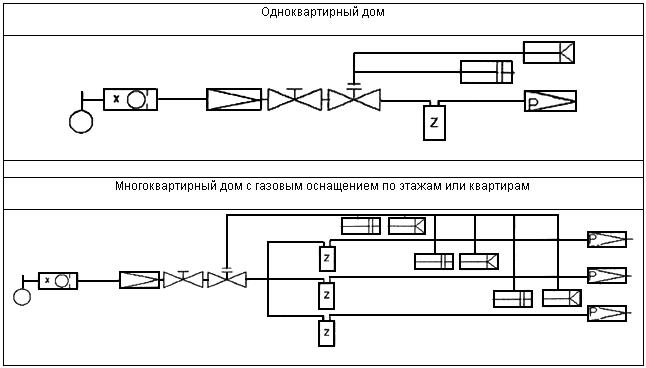 Одноквартирный дом
x
Z
P
Многоквартирный дом с газовым оснащением по этажам или квартирам
P
Z
x
P
Z
P
Z